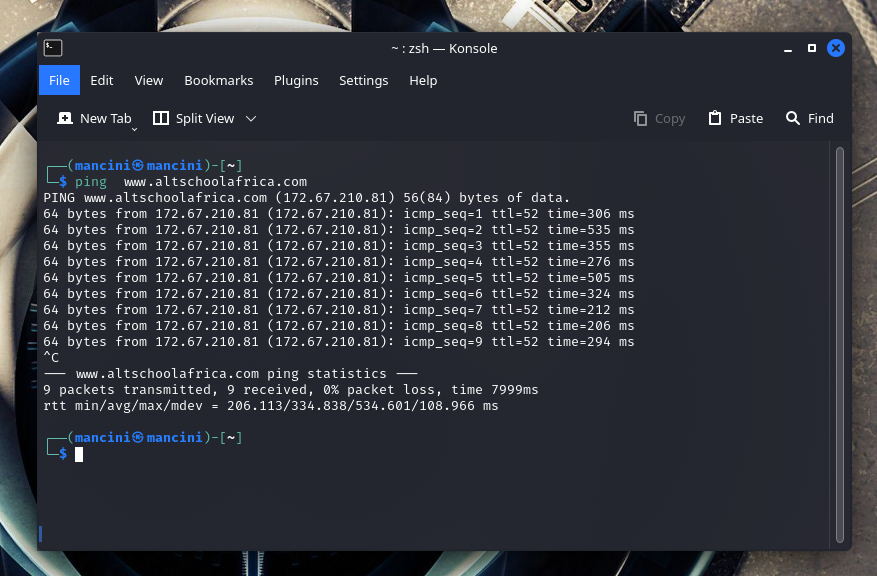 ~ : zsh — Konsole
File Edit View Bookmarks Plugins Settings Help
New Tab Split View Copy Paste Find
┌──(mancini㉿mancini)-[~]
└─$ ping  www.altschoolafrica.com
PING www.altschoolafrica.com (172.67.210.81) 56(84) bytes of data.
64 bytes from 172.67.210.81 (172.67.210.81): icmp_seq=1 ttl=52 time=306 ms
64 bytes from 172.67.210.81 (172.67.210.81): icmp_seq=2 ttl=52 time=535 ms
64 bytes from 172.67.210.81 (172.67.210.81): icmp_seq=3 ttl=52 time=355 ms
64 bytes from 172.67.210.81 (172.67.210.81): icmp_seq=4 ttl=52 time=276 ms
64 bytes from 172.67.210.81 (172.67.210.81): icmp_seq=5 ttl=52 time=505 ms
64 bytes from 172.67.210.81 (172.67.210.81): icmp_seq=6 ttl=52 time=324 ms
64 bytes from 172.67.210.81 (172.67.210.81): icmp_seq=7 ttl=52 time=212 ms
64 bytes from 172.67.210.81 (172.67.210.81): icmp_seq=8 ttl=52 time=206 ms
64 bytes from 172.67.210.81 (172.67.210.81): icmp_seq=9 ttl=52 time=294 ms
^C
--- www.altschoolafrica.com ping statistics ---
9 packets transmitted, 9 received, 0% packet loss, time 7999ms
rtt min/avg/max/mdev = 206.113/334.838/534.601/108.966 ms
┌──(mancini㉿mancini)-[~]
└─$